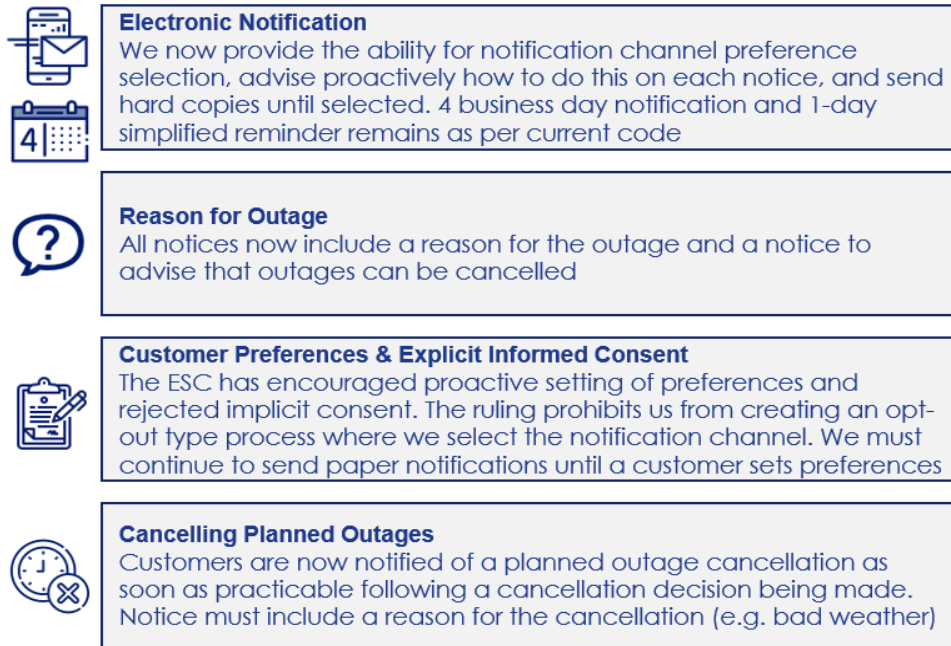 Electronic Notification
We now provide the ability for notification channel preference
selection, advise proactively how to do this on each notice, and send
hard copies until selected. 4 business day notification and 1-day
simplified reminder remains as per current code
4
Reason for Outage
?
All notices now include a reason for the outage and a notice to
advise that outages can be cancelled
Customer Preferences & Explicit Informed Consent
The ESC has encouraged proactive setting of preferences and
rejected implicit consent. The ruling prohibits us from creating an opt-
out type process where we select the notification channel. We must
continue to send paper notifications until a customer sets preferences
Cancelling Planned Outages
Customers are now notified of a planned outage cancellation as
soon as practicable following a cancellation decision being made.
Notice must include a reason for the cancellation (e.g. bad weather)